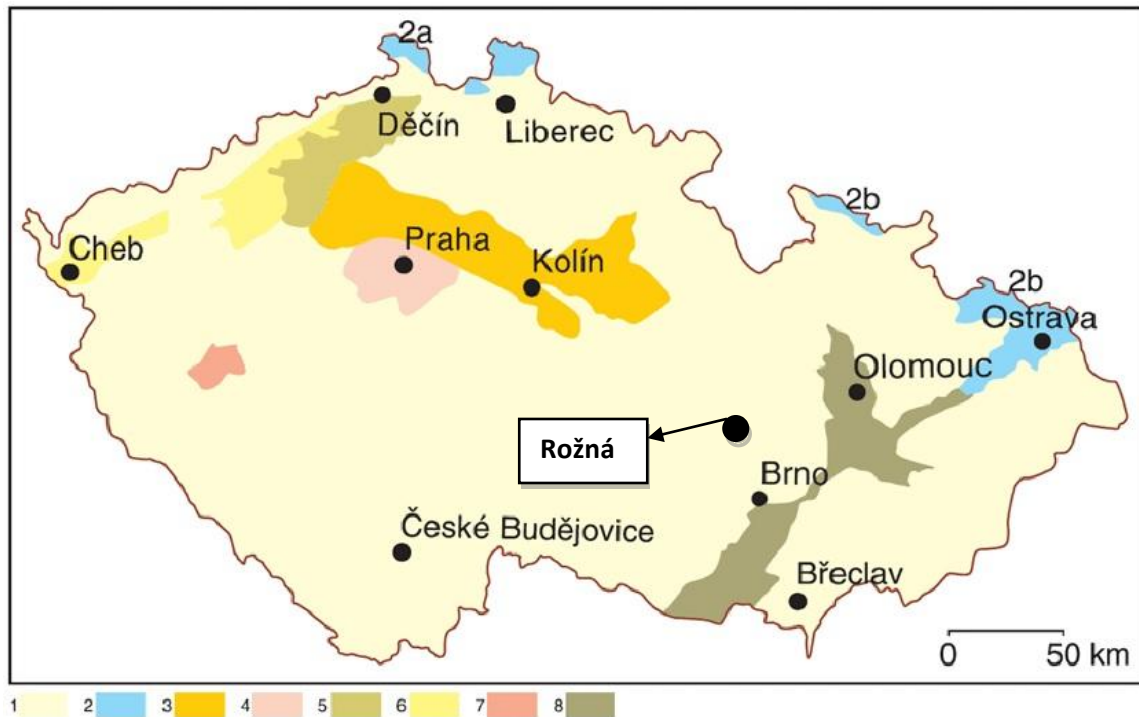 2a
Děčín
Liberec
2b
Cheb
Praha
Kolín
2b
Ostrava
Olomouc
Rožná
Brno
České Budějovice
Břeclav
0 50 km
1 2 3 4 5 6 7 8